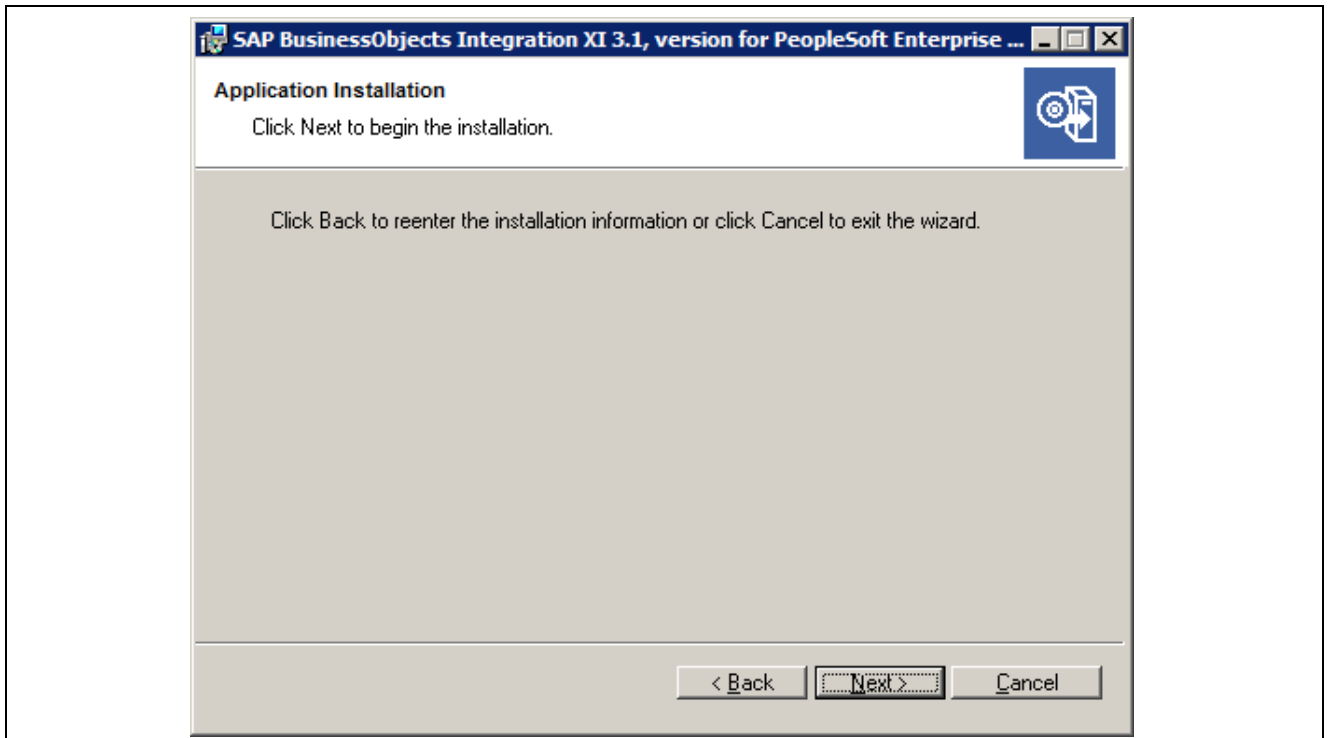 SAP BusinessObjects Integration XI 3.1, version for PeopleSoft Enterprise ...
Application Installation
Click Next to begin the installation.
Click Back to reenter the installation information or click Cancel to exit the wizard.
< Back Next > Cancel